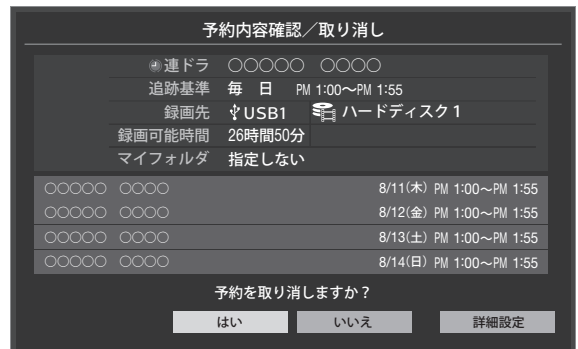 予約内容確認／取り消し
連ドラ ○○○○○ ○○○○
追跡基準 毎 日 PM 1:00～PM 1:55
録画先 USB1 ハードディスク1
録画可能時間 26時間50分
マイフォルダ 指定しない
○○○○○ ○○○○ 8/11(木) PM 1:00～PM 1:55
○○○○○ ○○○○ 8/12(金) PM 1:00～PM 1:55
○○○○○ ○○○○ 8/13(土) PM 1:00～PM 1:55
○○○○○ ○○○○ 8/14(日) PM 1:00～PM 1:55
予約を取り消しますか？
はい いいえ 詳細設定